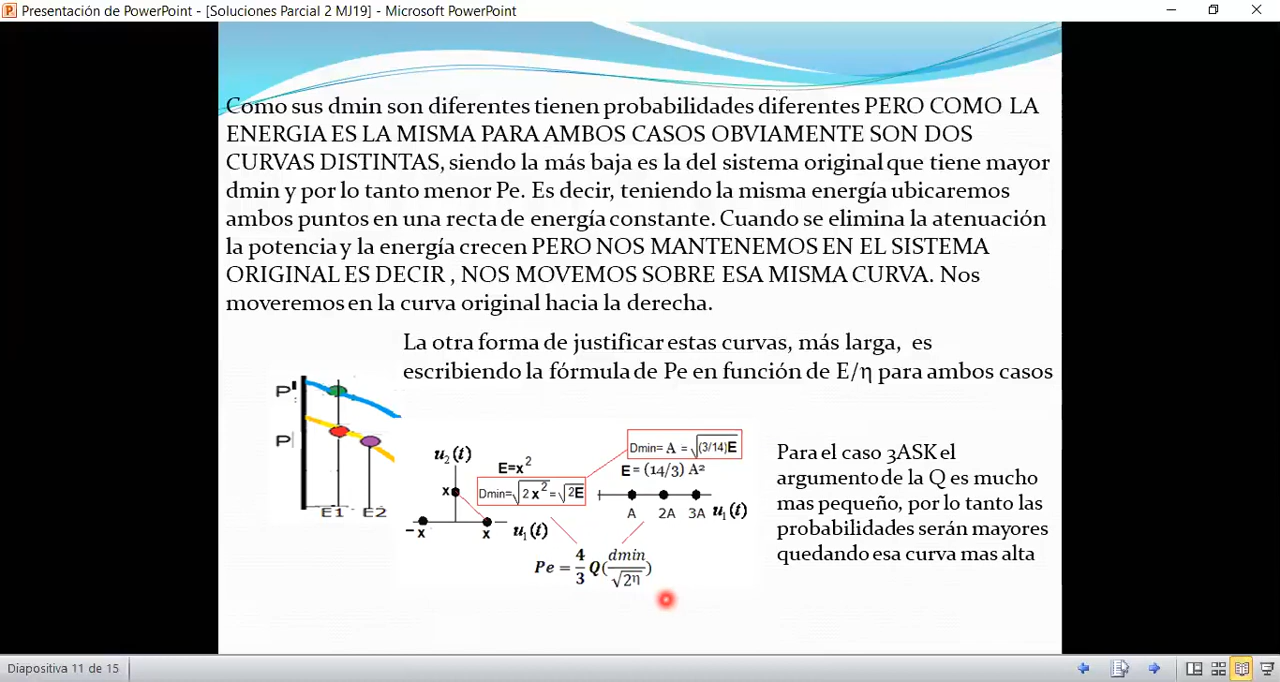 Presentación de PowerPoint - [Soluciones Parcial 2 MJ19] - Microsoft PowerPoint
Como sus dmin son diferentes tienen probabilidades diferentes PERO COMO LA
ENERGIA ES LA MISMA PARA AMBOS CASOS OBVIAMENTE SON DOS
CURVAS DISTINTAS, siendo la más baja es la del sistema original que tiene mayor
dmin y por lo tanto menor Pe. Es decir, teniendo la misma energía ubicaremos
ambos puntos en una recta de energía constante. Cuando se elimina la atenuación
la potencia y la energía crecen PERO NOS MANTENEMOS EN EL SISTEMA
ORIGINAL ES DECIR , NOS MOVEMOS SOBRE ESA MISMA CURVA. Nos
moveremos en la curva original hacia la derecha.
La otra forma de justificar estas curvas, más larga, es
escribiendo la fórmula de Pe en función de E/η para ambos casos
P'
P
E1 E2
u₂(t)
x
-x x u₁(t)
E=x²
Dmin=√2x²=√2E
Dmin= A = √(3/14)E
E = (14/3) A²
A 2A 3A u₁(t)
Pe = 4/3 Q(dmin/√2η)
Para el caso 3ASK el
argumento de la Q es mucho
mas pequeño, por lo tanto las
probabilidades serán mayores
quedando esa curva mas alta
Diapositiva 11 de 15